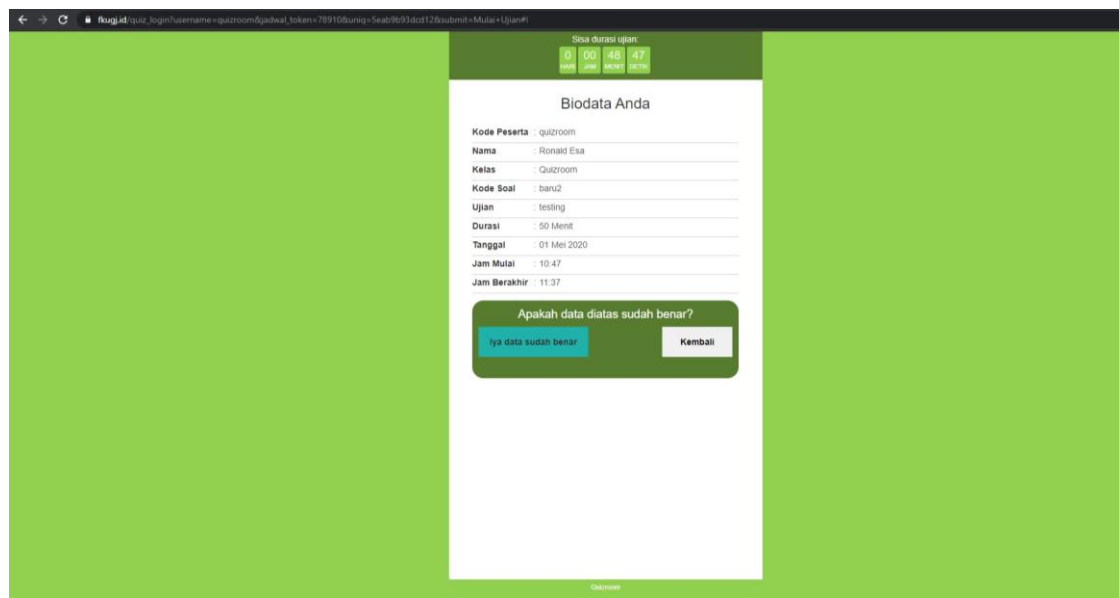 fkugj.id/quiz_login?username=quizroom&jadwal_token=78910&uniq=5eab9b93dcd12&submit=Mulai+Ujian#!
Sisa durasi ujian:
0 00 48 47
HARI JAM MENIT DETIK
Biodata Anda
Kode Peserta : quizroom
Nama : Ronald Esa
Kelas : Quizroom
Kode Soal : baru2
Ujian : testing
Durasi : 50 Menit
Tanggal : 01 Mei 2020
Jam Mulai : 10:47
Jam Berakhir : 11:37
Apakah data diatas sudah benar?
Iya data sudah benar Kembali
Quizroom